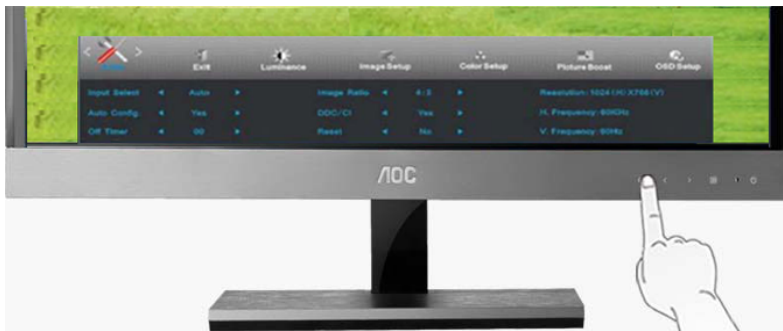 Exit Luminance Image Setup Color Setup Picture Boost OSD Setup
Input Select Auto Image Ratio 4:3 Resolution: 1024 (H) X768 (V)
Auto Config. Yes DDC/CI Yes H. Frequency: 60KHz
Off Timer 00 Reset No V. Frequency: 60Hz
AOC